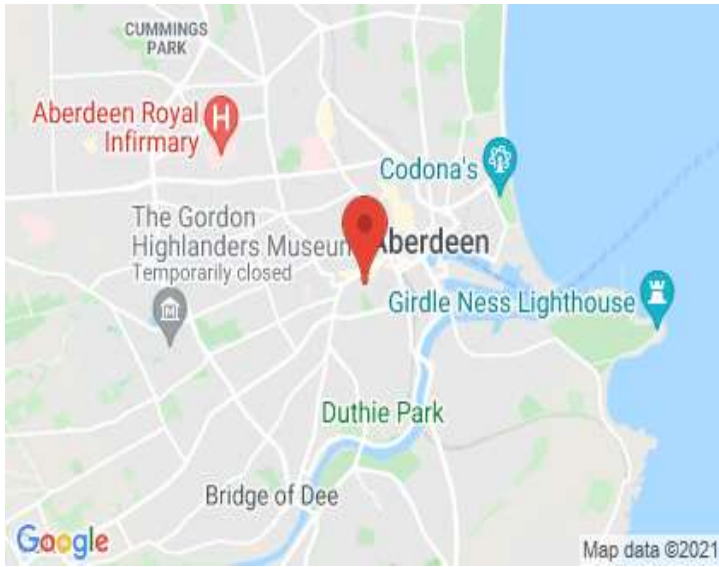 CUMMINGS
PARK
Aberdeen Royal
Infirmary
H
Codona's
The Gordon
Highlanders Museum
Temporarily closed
Aberdeen
M
Girdle Ness Lighthouse
Duthie Park
Bridge of Dee
Google
Map data ©2021